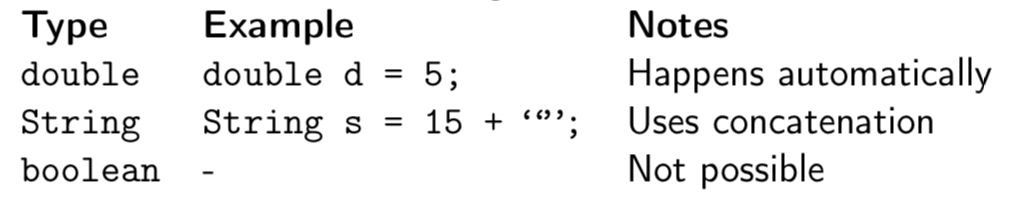 Type Example Notes
double double d = 5; Happens automatically
String String s = 15 + ‘“”’; Uses concatenation
boolean - Not possible